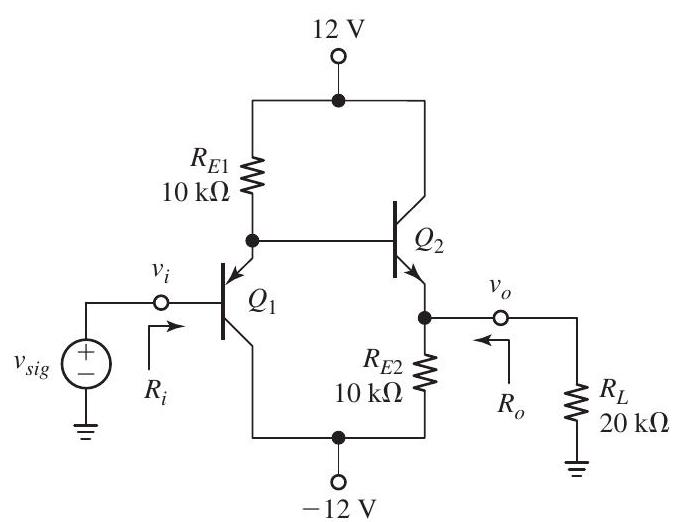 12 V
R_{E1}
10 kΩ
Q_2
v_i
Q_1
v_o
v_{sig}
+
−
R_i
R_{E2}
10 kΩ
R_o
R_L
20 kΩ
−12 V